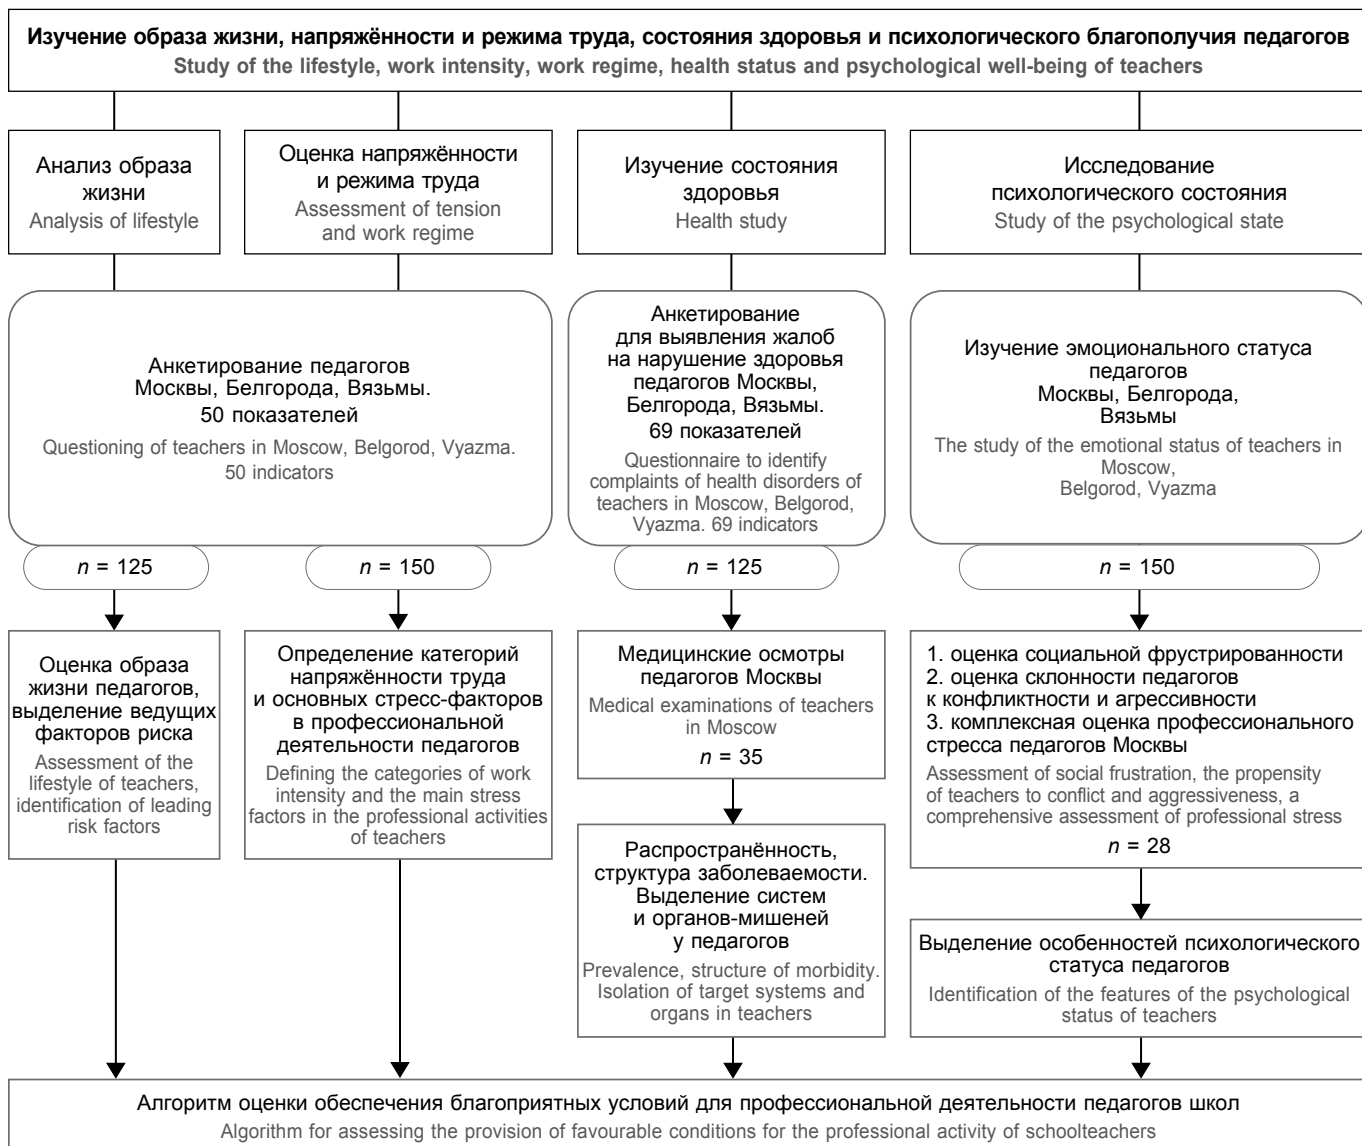 Изучение образа жизни, напряжённости и режима труда, состояния здоровья и психологического благополучия педагогов
Study of the lifestyle, work intensity, work regime, health status and psychological well-being of teachers
Анализ образа
жизни
Analysis of lifestyle
Оценка напряжённости
и режима труда
Assessment of tension
and work regime
Изучение состояния
здоровья
Health study
Исследование
психологического состояния
Study of the psychological state
Анкетирование педагогов
Москвы, Белгорода, Вязьмы.
50 показателей
Questioning of teachers in Moscow, Belgorod, Vyazma.
50 indicators
Анкетирование
для выявления жалоб
на нарушение здоровья
педагогов Москвы,
Белгорода, Вязьмы.
69 показателей
Questionnaire to identify
complaints of health disorders of
teachers in Moscow, Belgorod,
Vyazma. 69 indicators
Изучение эмоционального статуса
педагогов
Москвы, Белгорода,
Вязьмы
The study of the emotional status of teachers in
Moscow,
Belgorod, Vyazma
n = 125
n = 150
n = 125
n = 150
Оценка образа
жизни педагогов,
выделение ведущих
факторов риска
Assessment of the
lifestyle of teachers,
identification of leading
risk factors
Определение категорий
напряжённости труда
и основных стресс-факторов
в профессиональной
деятельности педагогов
Defining the categories of work
intensity and the main stress
factors in the professional activities
of teachers
Медицинские осмотры
педагогов Москвы
Medical examinations of teachers
in Moscow
n = 35
1. оценка социальной фрустрированности
2. оценка склонности педагогов
к конфликтности и агрессивности
3. комплексная оценка профессионального
стресса педагогов Москвы
Assessment of social frustration, the propensity
of teachers to conflict and aggressiveness, a
comprehensive assessment of professional stress
n = 28
Распространённость,
структура заболеваемости.
Выделение систем
и органов-мишеней
у педагогов
Prevalence, structure of morbidity.
Isolation of target systems and
organs in teachers
Выделение особенностей психологического
статуса педагогов
Identification of the features of the psychological
status of teachers
Алгоритм оценки обеспечения благоприятных условий для профессиональной деятельности педагогов школ
Algorithm for assessing the provision of favourable conditions for the professional activity of schoolteachers